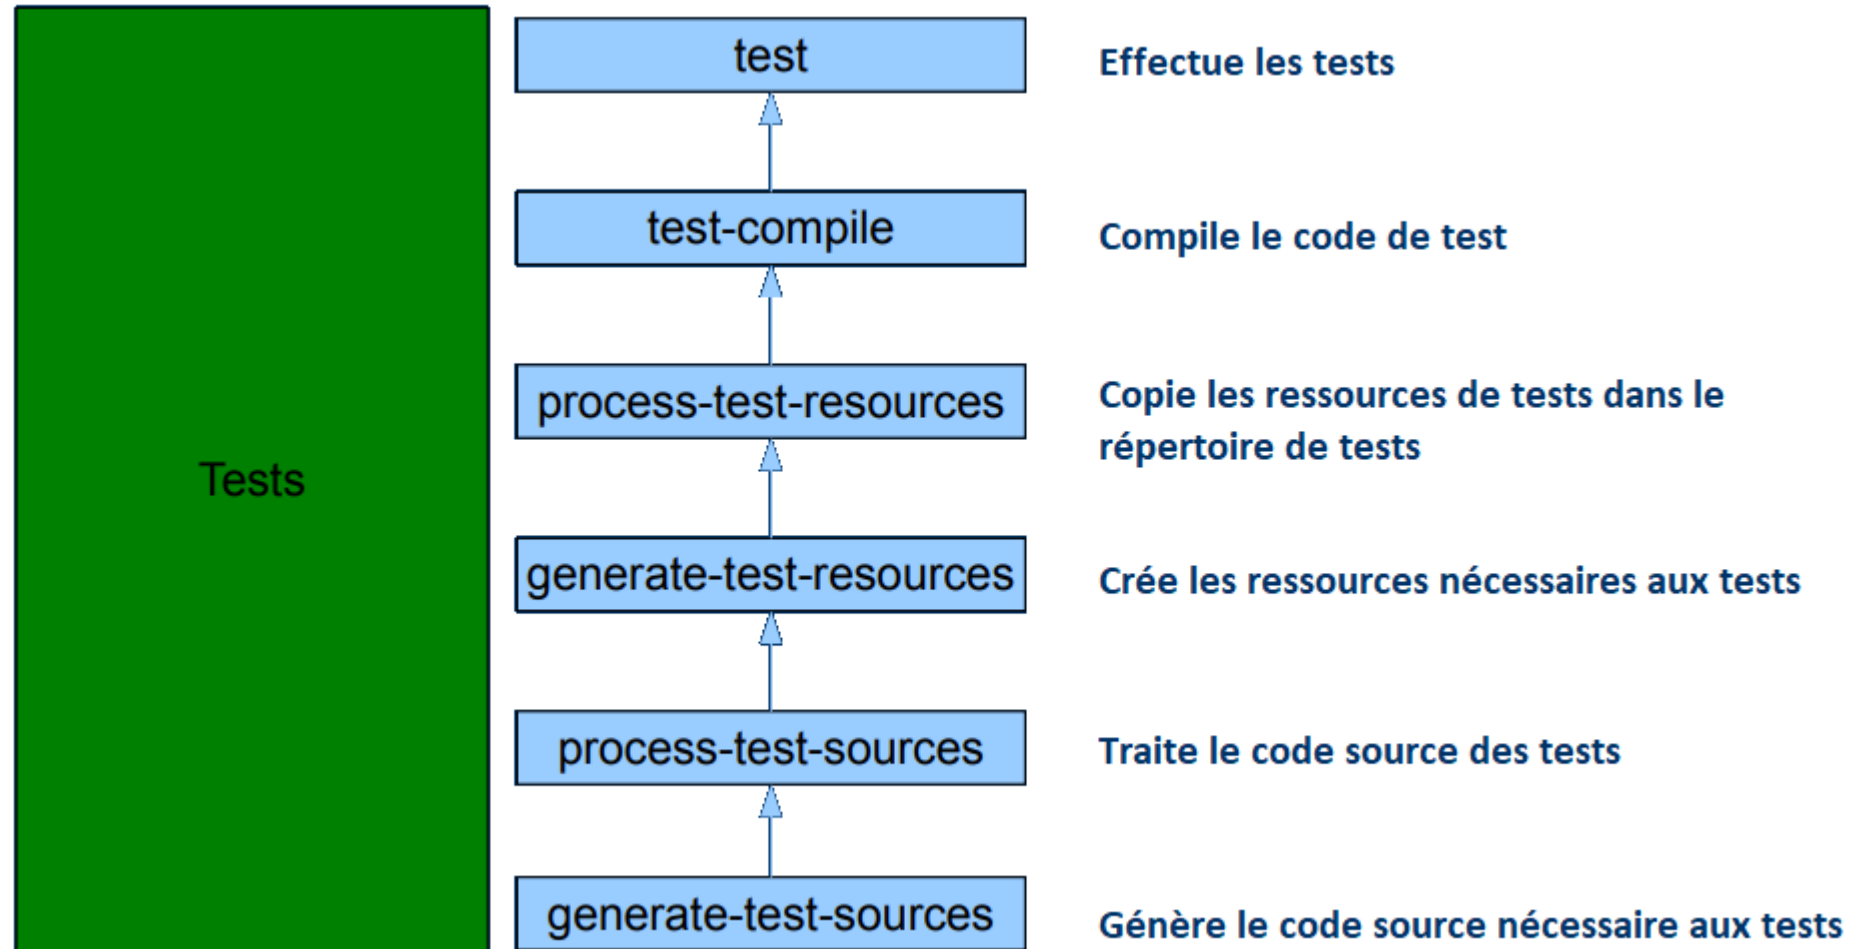 test
Effectue les tests
test-compile
Compile le code de test
process-test-resources
Copie les ressources de tests dans le
répertoire de tests
Tests
generate-test-resources
Crée les ressources nécessaires aux tests
process-test-sources
Traite le code source des tests
generate-test-sources
Génère le code source nécessaire aux tests